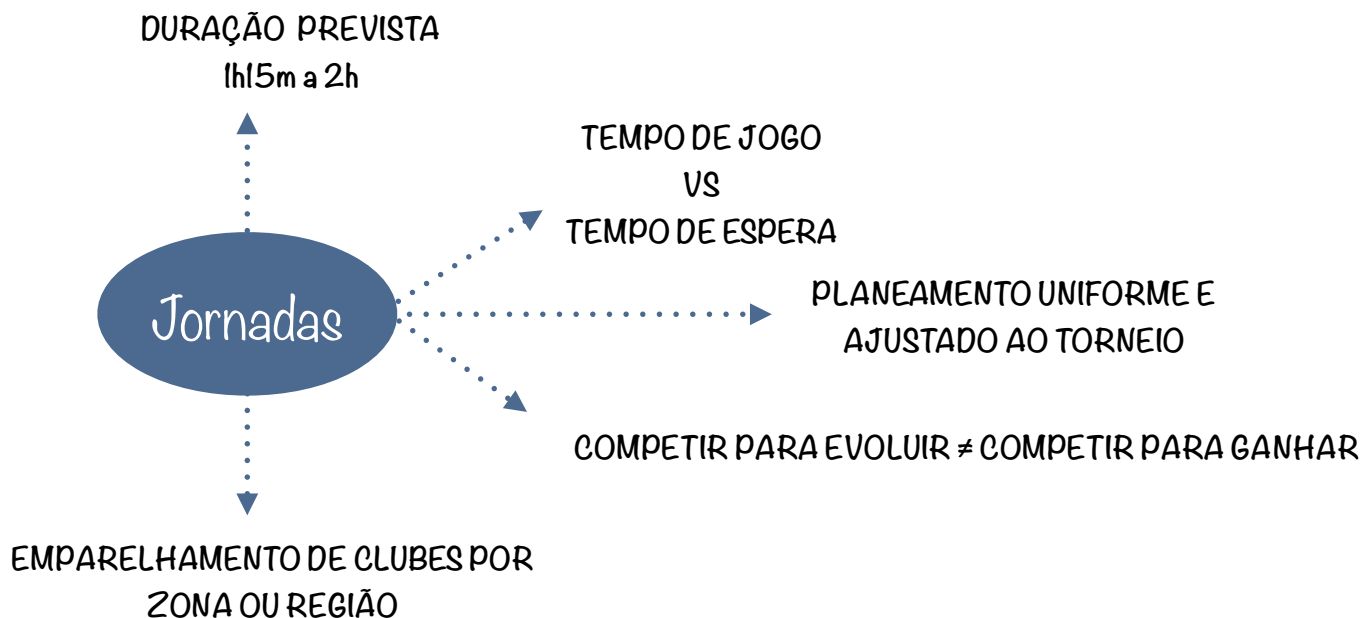 DURAÇÃO PREVISTA
1h15m a 2h
TEMPO DE JOGO
VS
TEMPO DE ESPERA
Jornadas
PLANEAMENTO UNIFORME E
AJUSTADO AO TORNEIO
COMPETIR PARA EVOLUIR ≠ COMPETIR PARA GANHAR
EMPARELHAMENTO DE CLUBES POR
ZONA OU REGIÃO